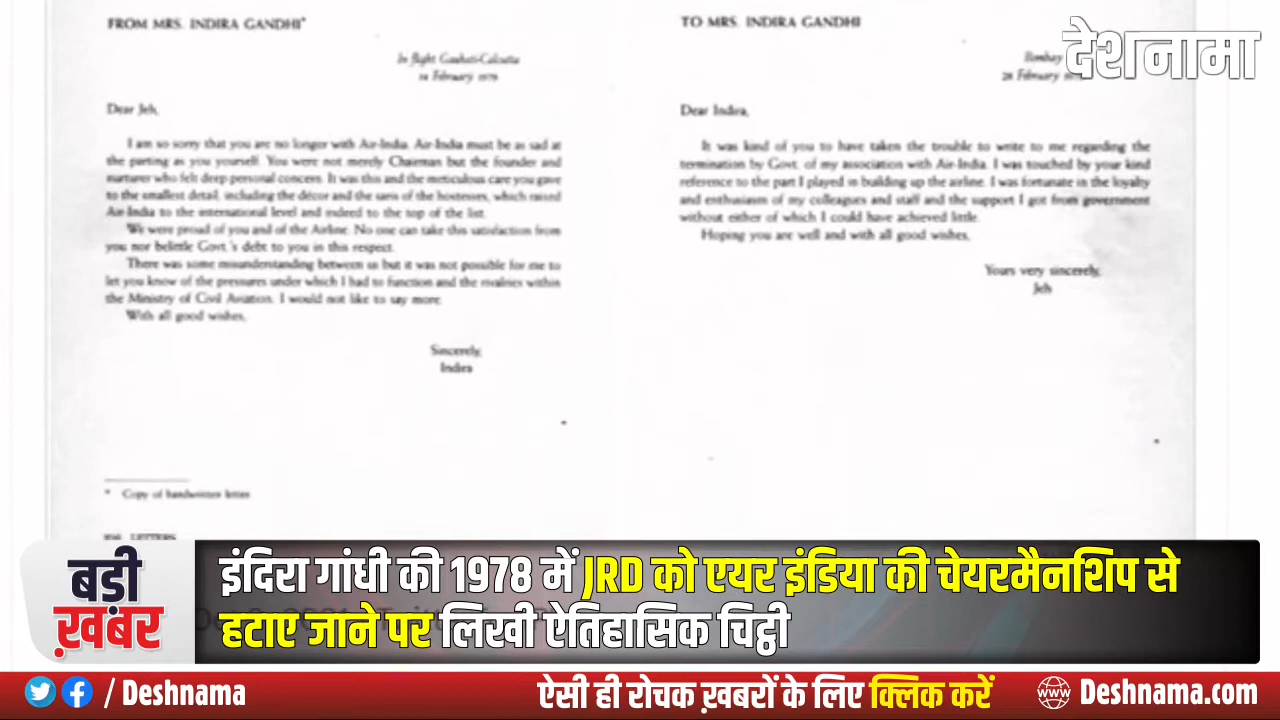 FROM MRS. INDIRA GANDHI*
In flight Gauhati-Calcutta
14 February
Dear Jeh,
I am so sorry that you are no longer with Air-India. Air-India must be as sad at
the parting as you yourself. You were not merely Chairman but the founder and
nurturer who felt deep personal concern. It was this and the meticulous care you gave
to the smallest detail, including the décor and the saris of the hostesses, which raised
Air-India to the international level and indeed to the top of the list.
We were proud of you and of the Airline. No one can take this satisfaction from
you nor belittle Govt.'s debt to you in this respect.
There was some misunderstanding between us but it was not possible for me to
let you know of the pressures under which I had to function and the rivalries within
the Ministry of Civil Aviation. I would not like to say more.
With all good wishes,
Sincerely,
Indira
* Copy of handwritten letter
LETTERS
TO MRS. INDIRA GANDHI
देशनामा
Bombay
28 February
Dear Indira,
It was kind of you to have taken the trouble to write to me regarding the
termination by Govt. of my association with Air-India. I was touched by your kind
reference to the part I played in building up the airline. I was fortunate in the loyalty
and enthusiasm of my colleagues and staff and the support I got from government
without either of which I could have achieved little.
Hoping you are well and with all good wishes,
Yours very sincerely,
Jeh
बड़ी
ख़बर
इंदिरा गांधी की 1978 में JRD को एयर इंडिया की चेयरमैनशिप से
हटाए जाने पर लिखी ऐतिहासिक चिट्ठी
/ Deshnama
ऐसी ही रोचक ख़बरों के लिए क्लिक करें
Deshnama.com